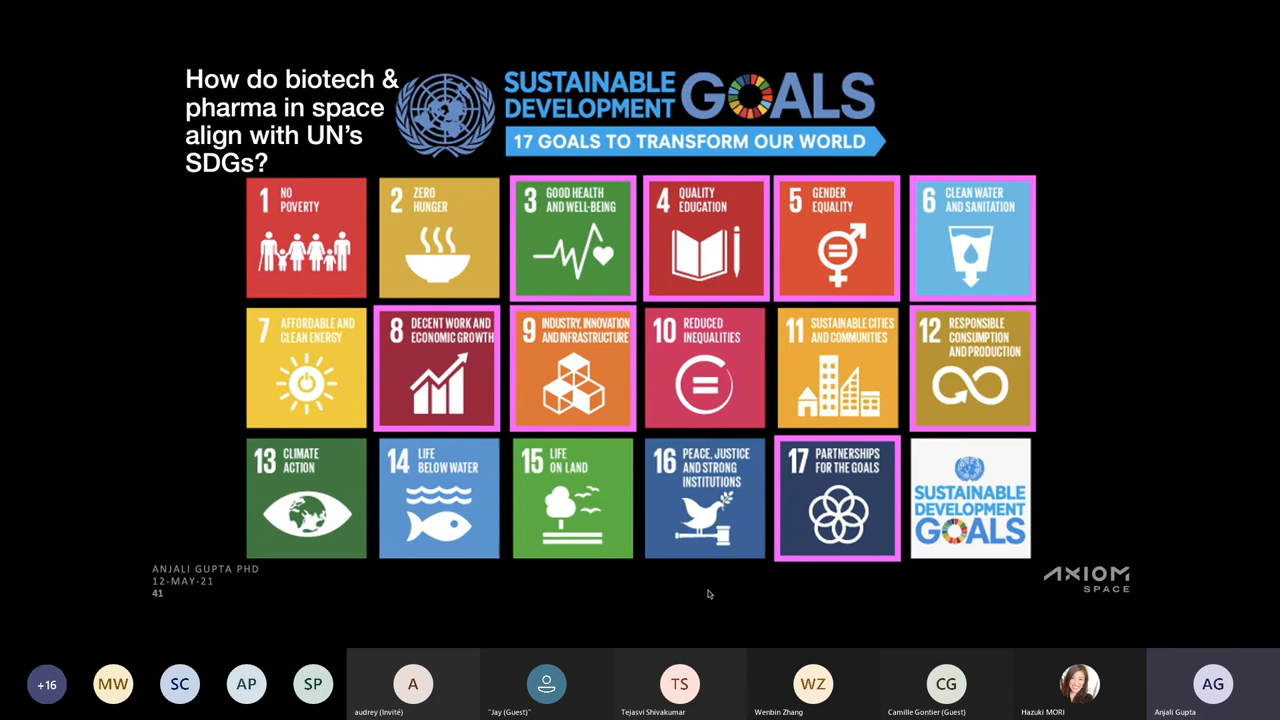 How do biotech &
pharma in space
align with UN's
SDGs?
SUSTAINABLE
DEVELOPMENT
GOALS
17 GOALS TO TRANSFORM OUR WORLD
1 NO
POVERTY
2 ZERO
HUNGER
3 GOOD HEALTH
AND WELL-BEING
4 QUALITY
EDUCATION
5 GENDER
EQUALITY
6 CLEAN WATER
AND SANITATION
7 AFFORDABLE AND
CLEAN ENERGY
8 DECENT WORK AND
ECONOMIC GROWTH
9 INDUSTRY, INNOVATION
AND INFRASTRUCTURE
10 REDUCED
INEQUALITIES
11 SUSTAINABLE CITIES
AND COMMUNITIES
12 RESPONSIBLE
CONSUMPTION
AND PRODUCTION
13 CLIMATE
ACTION
14 LIFE
BELOW WATER
15 LIFE
ON LAND
16 PEACE, JUSTICE
AND STRONG
INSTITUTIONS
17 PARTNERSHIPS
FOR THE GOALS
SUSTAINABLE
DEVELOPMENT
GOALS
ANJALI GUPTA PHD
12-MAY-21
41
AXIOM
SPACE
+16
MW
SC
AP
SP
A
audrey (Invité)
"Jay (Guest)"
TS
Tejasvi Shivakumar
WZ
Wenbin Zhang
CG
Camille Gontier (Guest)
Hazuki MORI
AG
Anjali Gupta